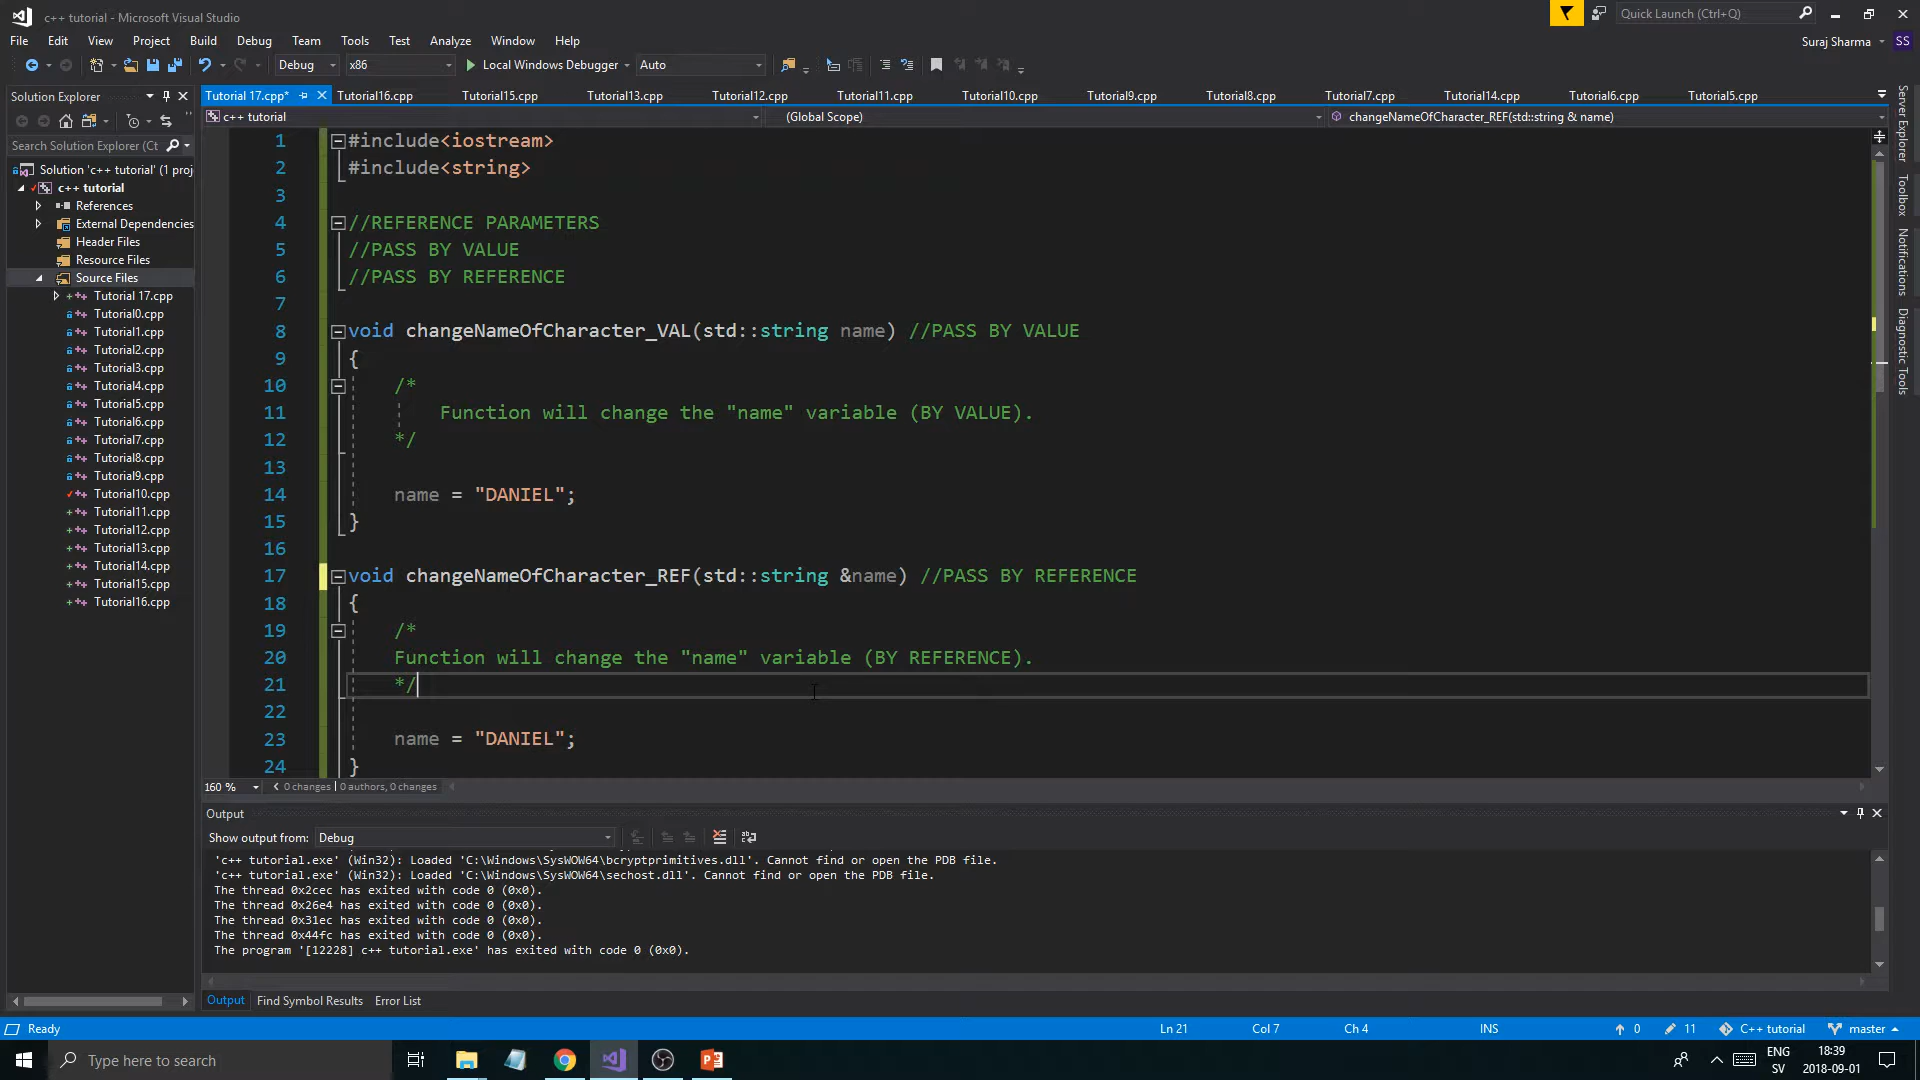 c++ tutorial - Microsoft Visual Studio
Quick Launch (Ctrl+Q)
File Edit View Project Build Debug Team Tools Test Analyze Window Help
Suraj Sharma SS
Debug x86 Local Windows Debugger Auto
Solution Explorer
Search Solution Explorer (Ct
Solution 'c++ tutorial' (1 proj
c++ tutorial
References
External Dependencies
Header Files
Resource Files
Source Files
Tutorial 17.cpp
Tutorial0.cpp
Tutorial1.cpp
Tutorial2.cpp
Tutorial3.cpp
Tutorial4.cpp
Tutorial5.cpp
Tutorial6.cpp
Tutorial7.cpp
Tutorial8.cpp
Tutorial9.cpp
Tutorial10.cpp
Tutorial11.cpp
Tutorial12.cpp
Tutorial13.cpp
Tutorial14.cpp
Tutorial15.cpp
Tutorial16.cpp
Tutorial 17.cpp* Tutorial16.cpp Tutorial15.cpp Tutorial13.cpp Tutorial12.cpp Tutorial11.cpp Tutorial10.cpp Tutorial9.cpp Tutorial8.cpp Tutorial7.cpp Tutorial14.cpp Tutorial6.cpp Tutorial5.cpp
c++ tutorial (Global Scope) changeNameOfCharacter_REF(std::string & name)
1 #include<iostream>
2 #include<string>
3
4 //REFERENCE PARAMETERS
5 //PASS BY VALUE
6 //PASS BY REFERENCE
7
8 void changeNameOfCharacter_VAL(std::string name) //PASS BY VALUE
9 {
10 /*
11 Function will change the "name" variable (BY VALUE).
12 */
13
14 name = "DANIEL";
15 }
16
17 void changeNameOfCharacter_REF(std::string &name) //PASS BY REFERENCE
18 {
19 /*
20 Function will change the "name" variable (BY REFERENCE).
21 */
22
23 name = "DANIEL";
24 }
160 % 0 changes | 0 authors, 0 changes
Server Explorer
Toolbox
Notifications
Diagnostic Tools
Output
Show output from: Debug
'c++ tutorial.exe' (Win32): Loaded 'C:\Windows\SysWOW64\bcryptprimitives.dll'. Cannot find or open the PDB file.
'c++ tutorial.exe' (Win32): Loaded 'C:\Windows\SysWOW64\sechost.dll'. Cannot find or open the PDB file.
The thread 0x2cec has exited with code 0 (0x0).
The thread 0x26e4 has exited with code 0 (0x0).
The thread 0x31ec has exited with code 0 (0x0).
The thread 0x44fc has exited with code 0 (0x0).
The program '[12228] c++ tutorial.exe' has exited with code 0 (0x0).
Output Find Symbol Results Error List
Ready Ln 21 Col 7 Ch 4 INS 0 11 C++ tutorial master
Type here to search
ENG 18:39
SV 2018-09-01